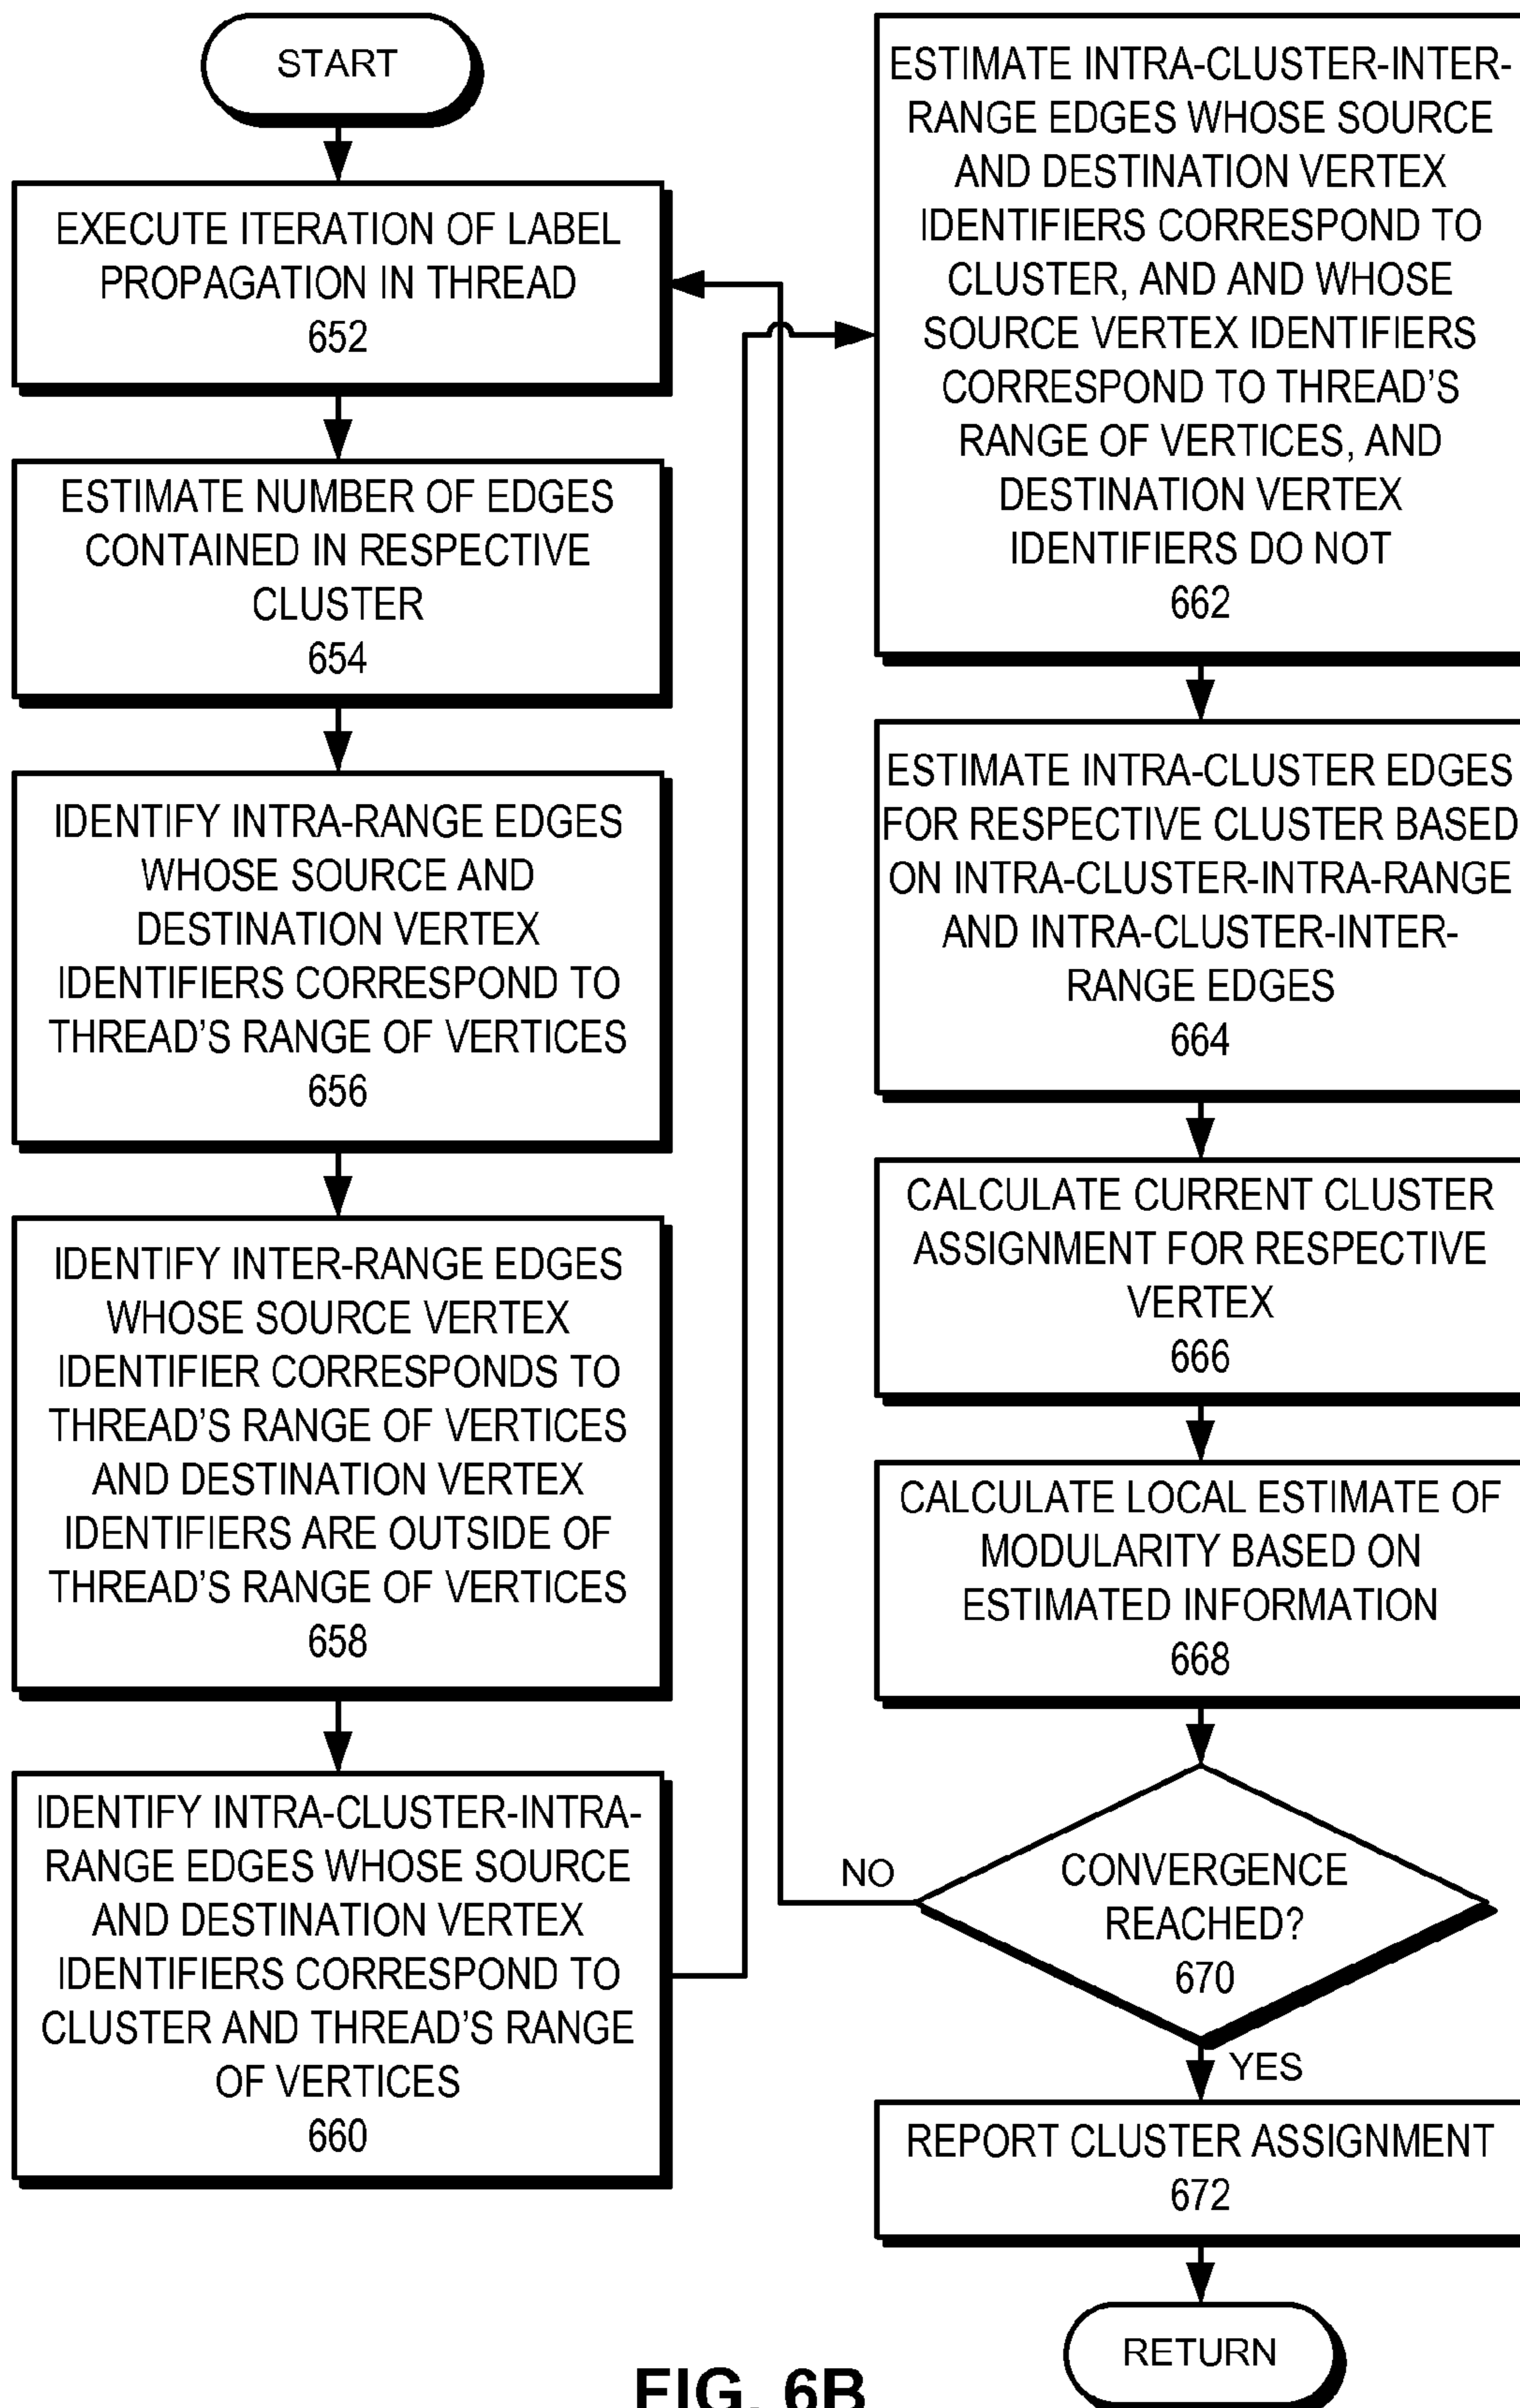 START
EXECUTE ITERATION OF LABEL
PROPAGATION IN THREAD
652
ESTIMATE NUMBER OF EDGES
CONTAINED IN RESPECTIVE
CLUSTER
654
IDENTIFY INTRA-RANGE EDGES
WHOSE SOURCE AND
DESTINATION VERTEX
IDENTIFIERS CORRESPOND TO
THREAD'S RANGE OF VERTICES
656
IDENTIFY INTER-RANGE EDGES
WHOSE SOURCE VERTEX
IDENTIFIER CORRESPONDS TO
THREAD'S RANGE OF VERTICES
AND DESTINATION VERTEX
IDENTIFIERS ARE OUTSIDE OF
THREAD'S RANGE OF VERTICES
658
IDENTIFY INTRA-CLUSTER-INTRA-
RANGE EDGES WHOSE SOURCE
AND DESTINATION VERTEX
IDENTIFIERS CORRESPOND TO
CLUSTER AND THREAD'S RANGE
OF VERTICES
660
ESTIMATE INTRA-CLUSTER-INTER-
RANGE EDGES WHOSE SOURCE
AND DESTINATION VERTEX
IDENTIFIERS CORRESPOND TO
CLUSTER, AND AND WHOSE
SOURCE VERTEX IDENTIFIERS
CORRESPOND TO THREAD'S
RANGE OF VERTICES, AND
DESTINATION VERTEX
IDENTIFIERS DO NOT
662
ESTIMATE INTRA-CLUSTER EDGES
FOR RESPECTIVE CLUSTER BASED
ON INTRA-CLUSTER-INTRA-RANGE
AND INTRA-CLUSTER-INTER-
RANGE EDGES
664
CALCULATE CURRENT CLUSTER
ASSIGNMENT FOR RESPECTIVE
VERTEX
666
CALCULATE LOCAL ESTIMATE OF
MODULARITY BASED ON
ESTIMATED INFORMATION
668
NO
CONVERGENCE
REACHED?
670
YES
REPORT CLUSTER ASSIGNMENT
672
RETURN
FIG. 6B